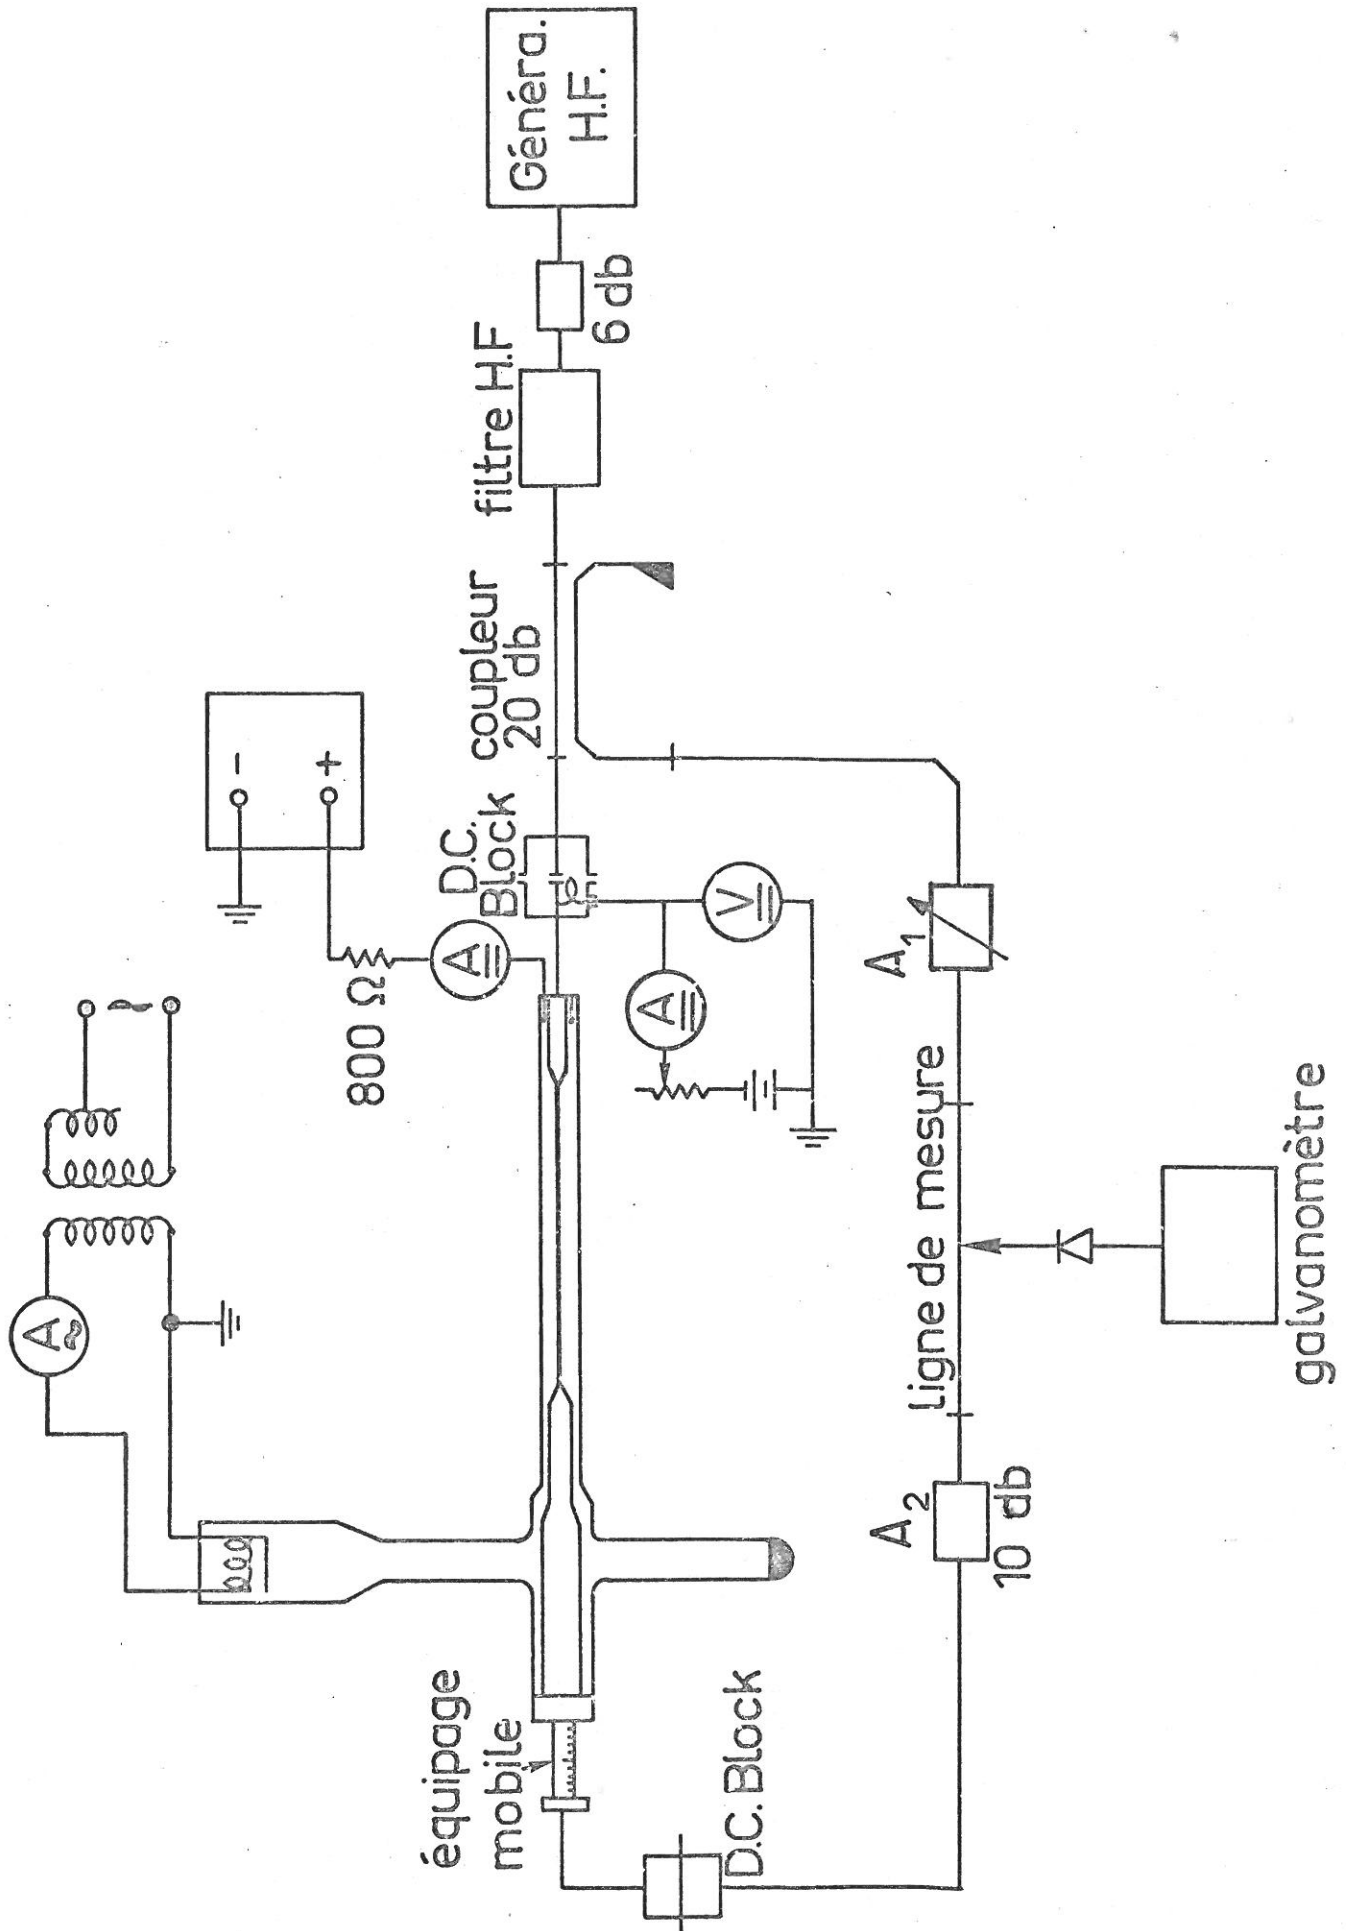 Généra.
H.F.
6 db
filtre H.F
coupleur
20 db
D.C.
Block
-
+
A
800 Ω
V
A
~
A
~
A1
Ligne de mesure
galvanomètre
A2
10 db
équipage
mobile
D.C. Block